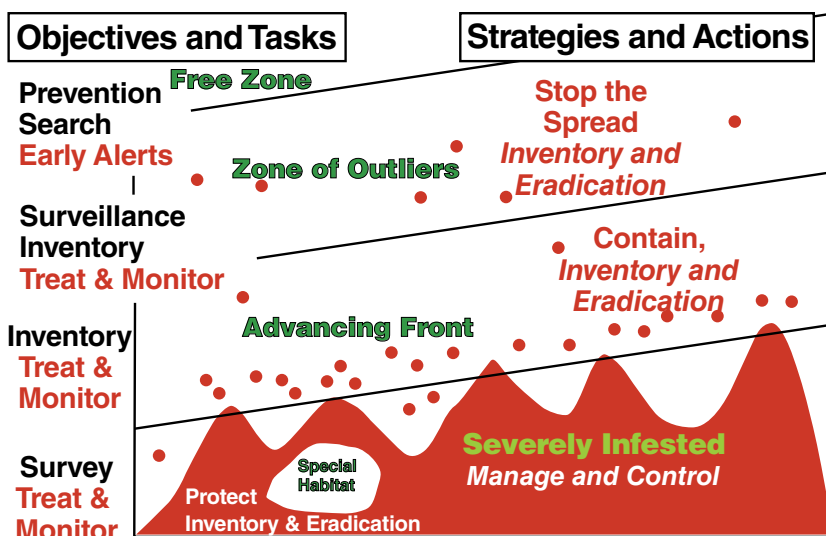 Objectives and Tasks
Strategies and Actions
Free Zone
Prevention
Search
Early Alerts
Stop the
Spread
Inventory and
Eradication
Zone of Outliers
Surveillance
Inventory
Treat & Monitor
Contain,
Inventory and
Eradication
Advancing Front
Inventory
Treat &
Monitor
Severely Infested
Manage and Control
Special
Habitat
Survey
Treat &
Monitor
Protect
Inventory & Eradication